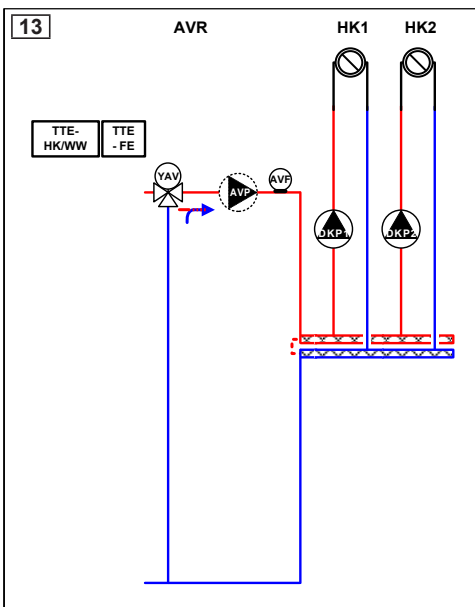 13
AVR
HK1
HK2
TTE-
HK/WW
TTE
- FE
YAV
AVP
AVF
DKP1
DKP2